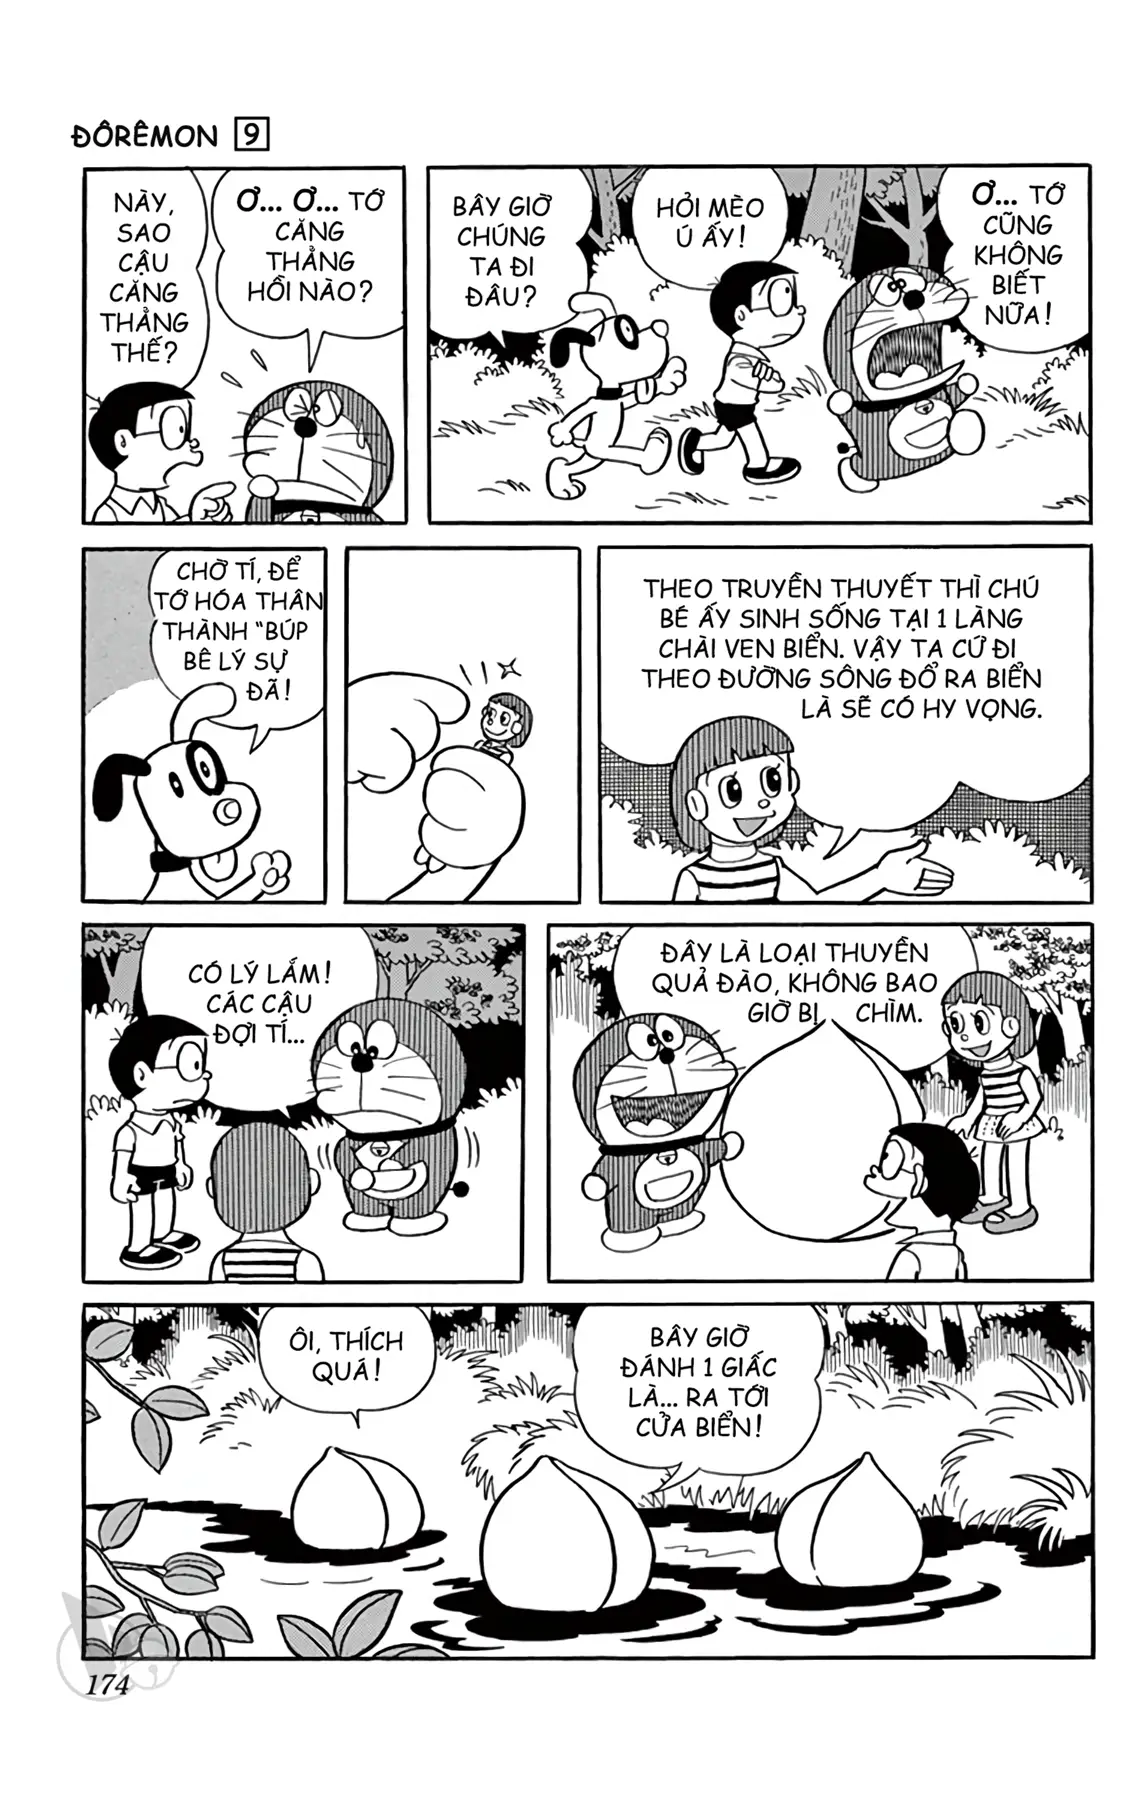 ĐÔRÊMON 9
NÀY,
SAO
CẬU
CĂNG
THẲNG
THẾ?
Ơ... Ơ... TỚ
CĂNG
THẲNG
HỒI NÀO?
BÂY GIỜ
CHÚNG
TA ĐI
ĐÂU?
HỎI MÈO
Ú ẤY!
Ơ... TỚ
CŨNG
KHÔNG
BIẾT
NỮA!
CHỜ TÍ, ĐỂ
TỚ HÓA THÂN
THÀNH "BÚP
BÊ LÝ SỰ
ĐÃ!
THEO TRUYỀN THUYẾT THÌ CHÚ
BÉ ẤY SINH SỐNG TẠI 1 LÀNG
CHÀI VEN BIỂN. VẬY TA CỨ ĐI
THEO ĐƯỜNG SÔNG ĐỔ RA BIỂN
LÀ SẼ CÓ HY VỌNG.
CÓ LÝ LẮM!
CÁC CẬU
ĐỢI TÍ...
ĐÂY LÀ LOẠI THUYỀN
QUẢ ĐÀO, KHÔNG BAO
GIỜ BỊ CHÌM.
ÔI, THÍCH
QUÁ!
BÂY GIỜ
ĐÁNH 1 GIẤC
LÀ... RA TỚI
CỬA BIỂN!
174